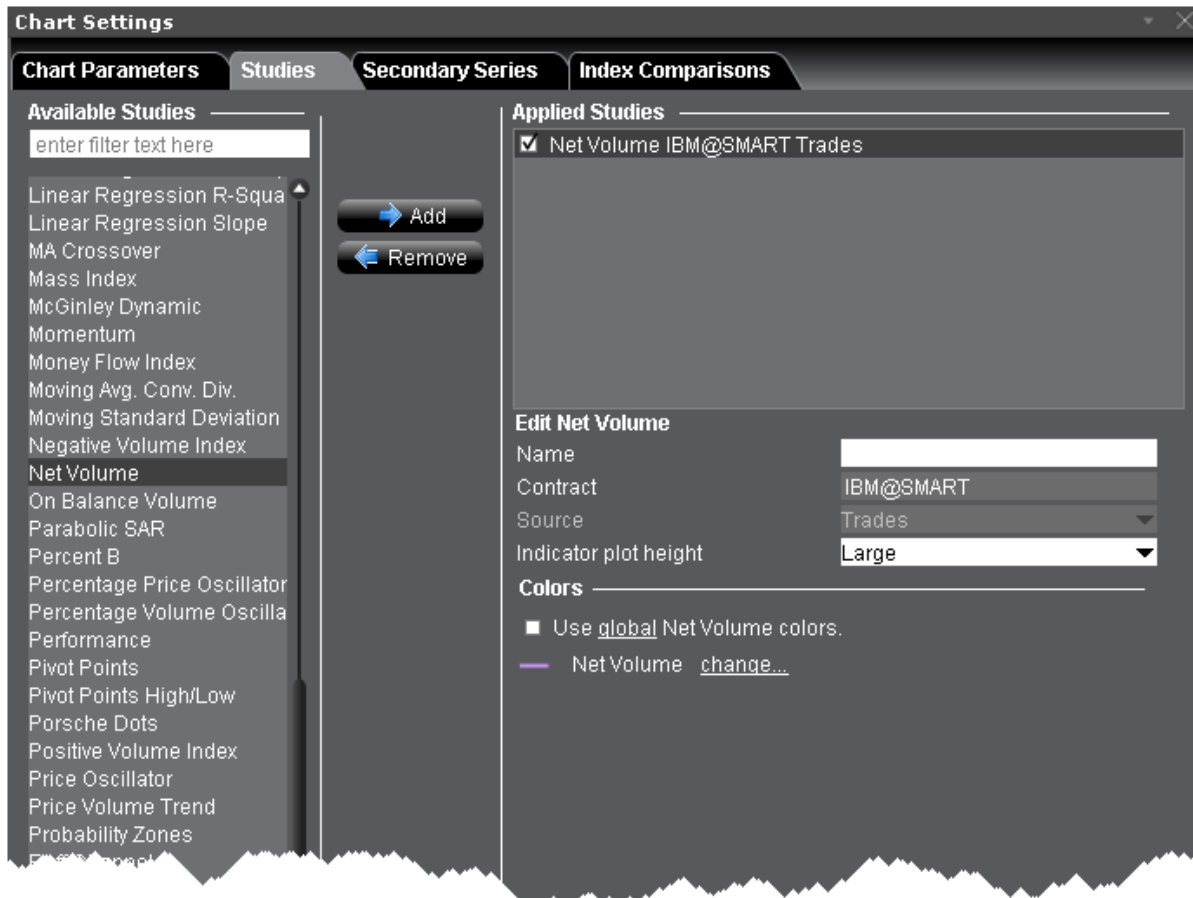 Chart Settings
Chart Parameters
Studies
Secondary Series
Index Comparisons
Available Studies
enter filter text here
Linear Regression R-Squa
Linear Regression Slope
MA Crossover
Mass Index
McGinley Dynamic
Momentum
Money Flow Index
Moving Avg. Conv. Div.
Moving Standard Deviation
Negative Volume Index
Net Volume
On Balance Volume
Parabolic SAR
Percent B
Percentage Price Oscillator
Percentage Volume Oscilla
Performance
Pivot Points
Pivot Points High/Low
Porsche Dots
Positive Volume Index
Price Oscillator
Price Volume Trend
Probability Zones
Add
Remove
Applied Studies
Net Volume IBM@SMART Trades
Edit Net Volume
Name
Contract IBM@SMART
Source Trades
Indicator plot height Large
Colors
Use global Net Volume colors.
Net Volume change...